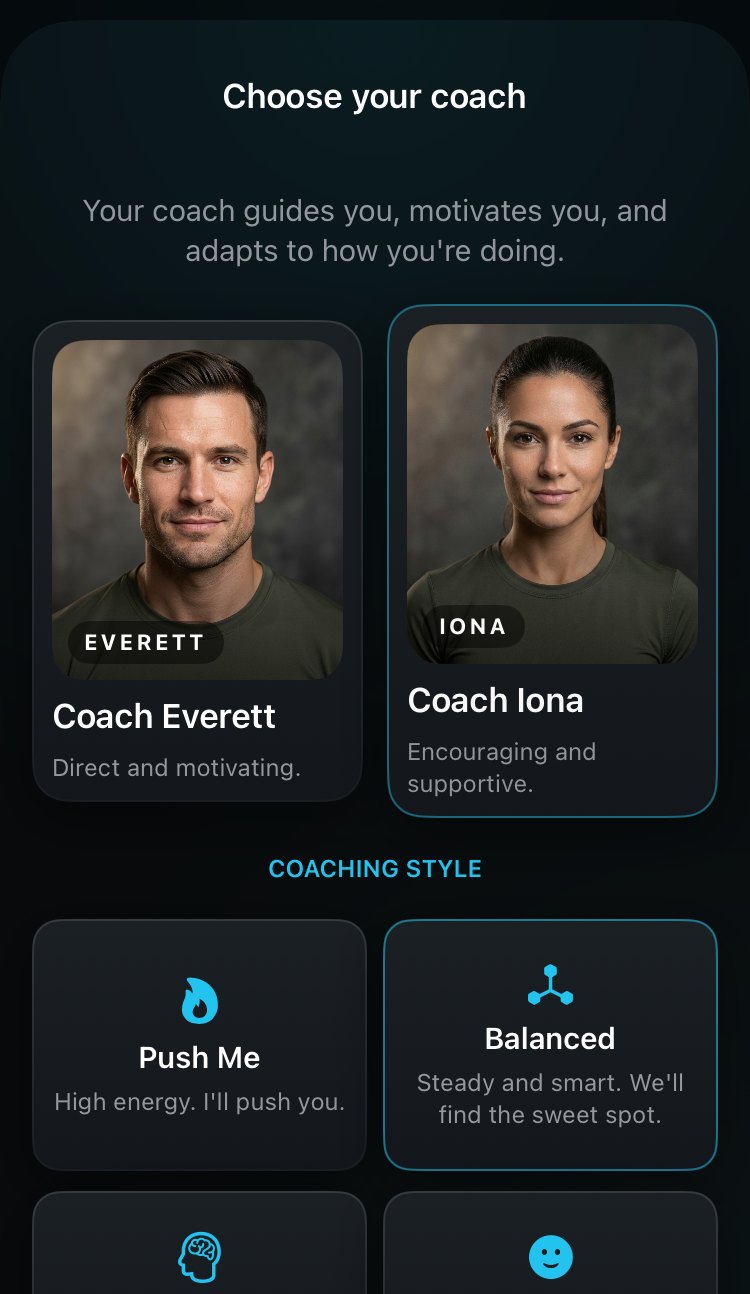 Choose your coach
Your coach guides you, motivates you, and
adapts to how you're doing.
EVERETT
Coach Everett
Direct and motivating.
IONA
Coach Iona
Encouraging and
supportive.
COACHING STYLE
Push Me
High energy. I'll push you.
Balanced
Steady and smart. We'll
find the sweet spot.